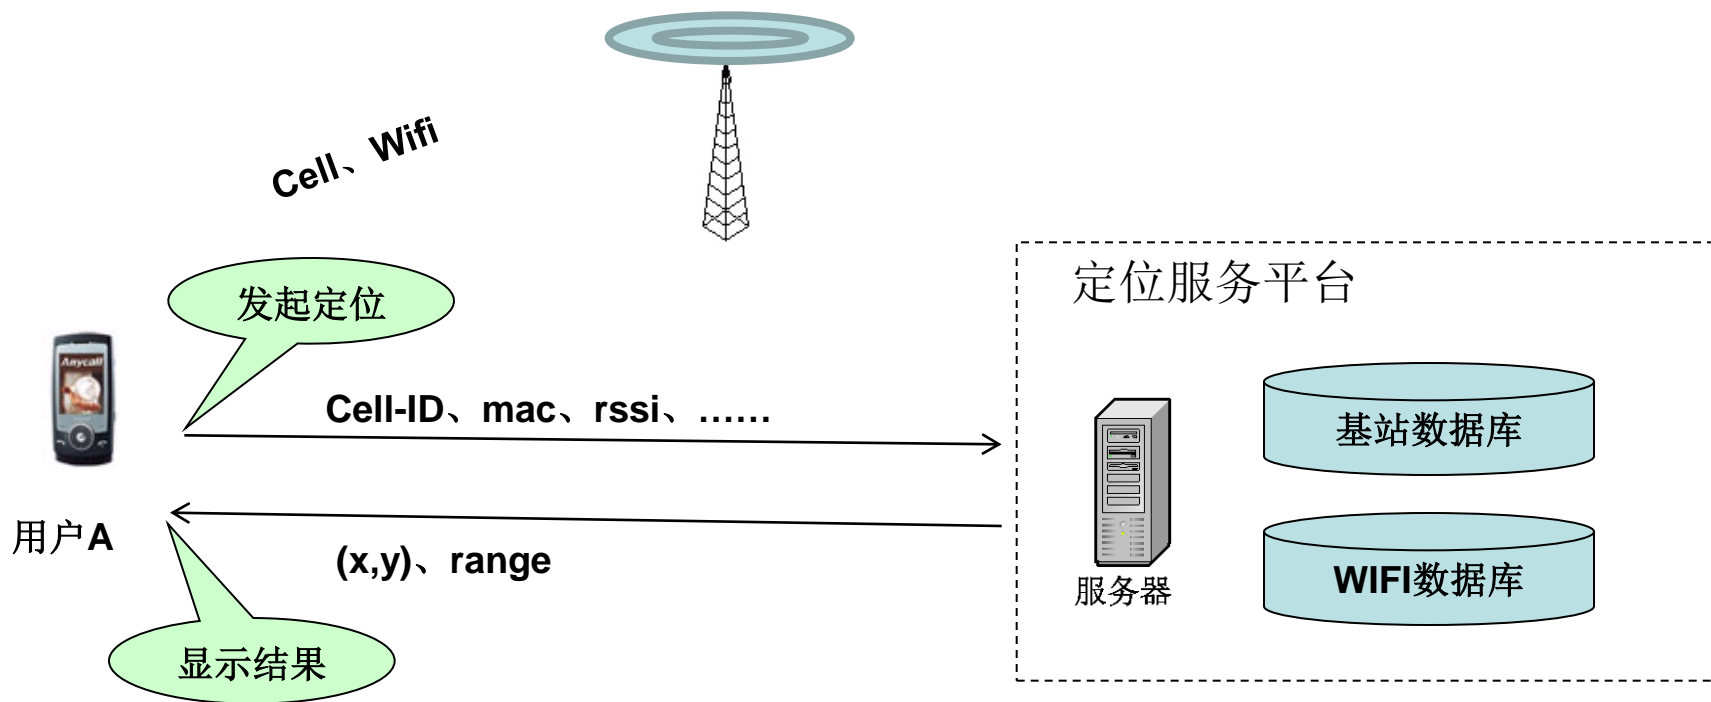 Cell、Wifi
定位服务平台
发起定位
Anycall
Cell-ID、mac、rssi、……
基站数据库
用户A
(x,y)、range
服务器
WIFI数据库
显示结果